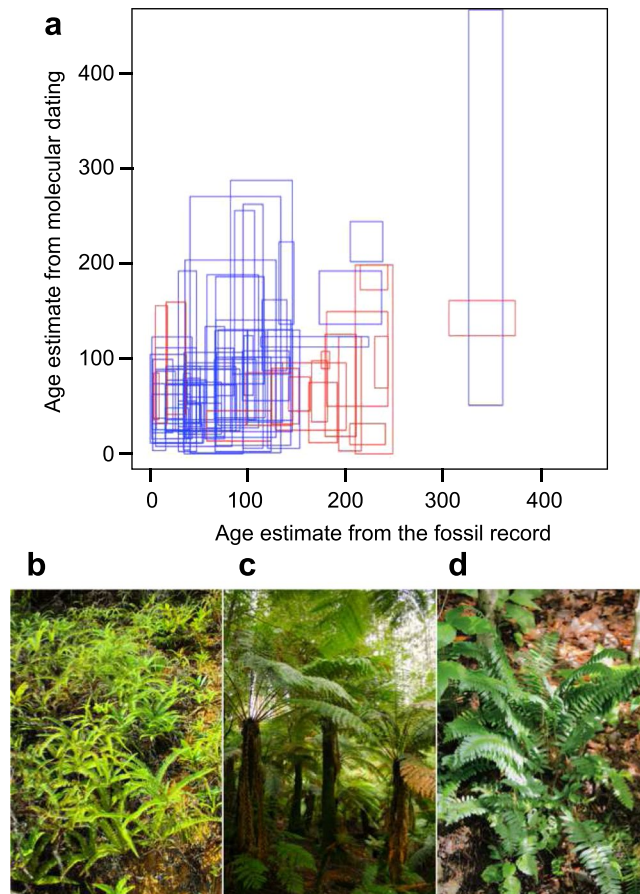 a
Age estimate from molecular dating
400
300
200
100
0
0 100 200 300 400
Age estimate from the fossil record
b c d